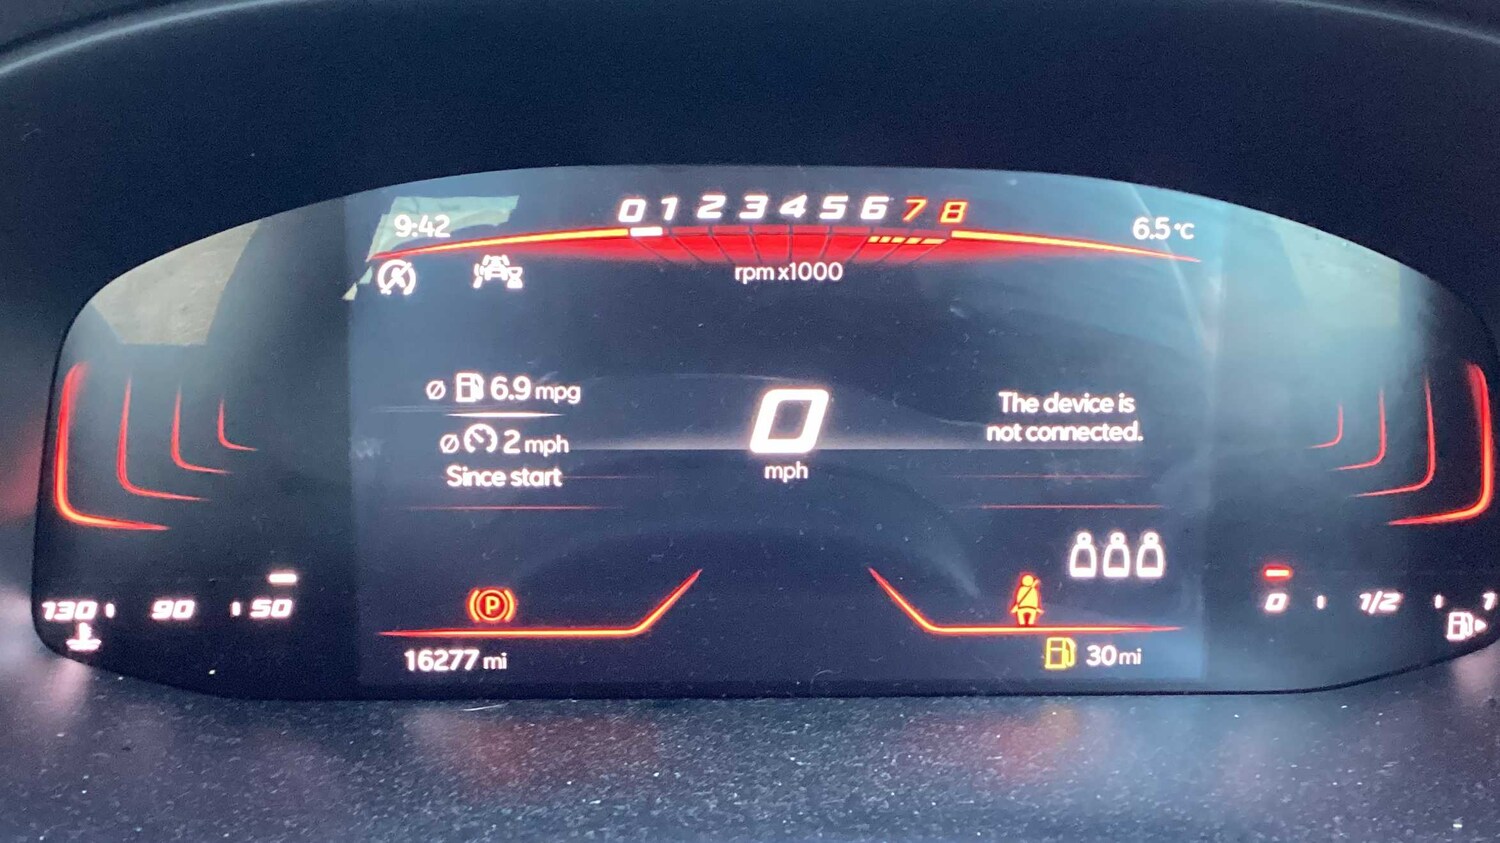 0 1 2 3 4 5 6 7 8
9:42
6.5°C
rpm x1000
Ø 6.9 mpg
Ø 2 mph
Since start
0
mph
The device is
not connected.
130 90 50
P
0 1/2 1
16277 mi
30 mi